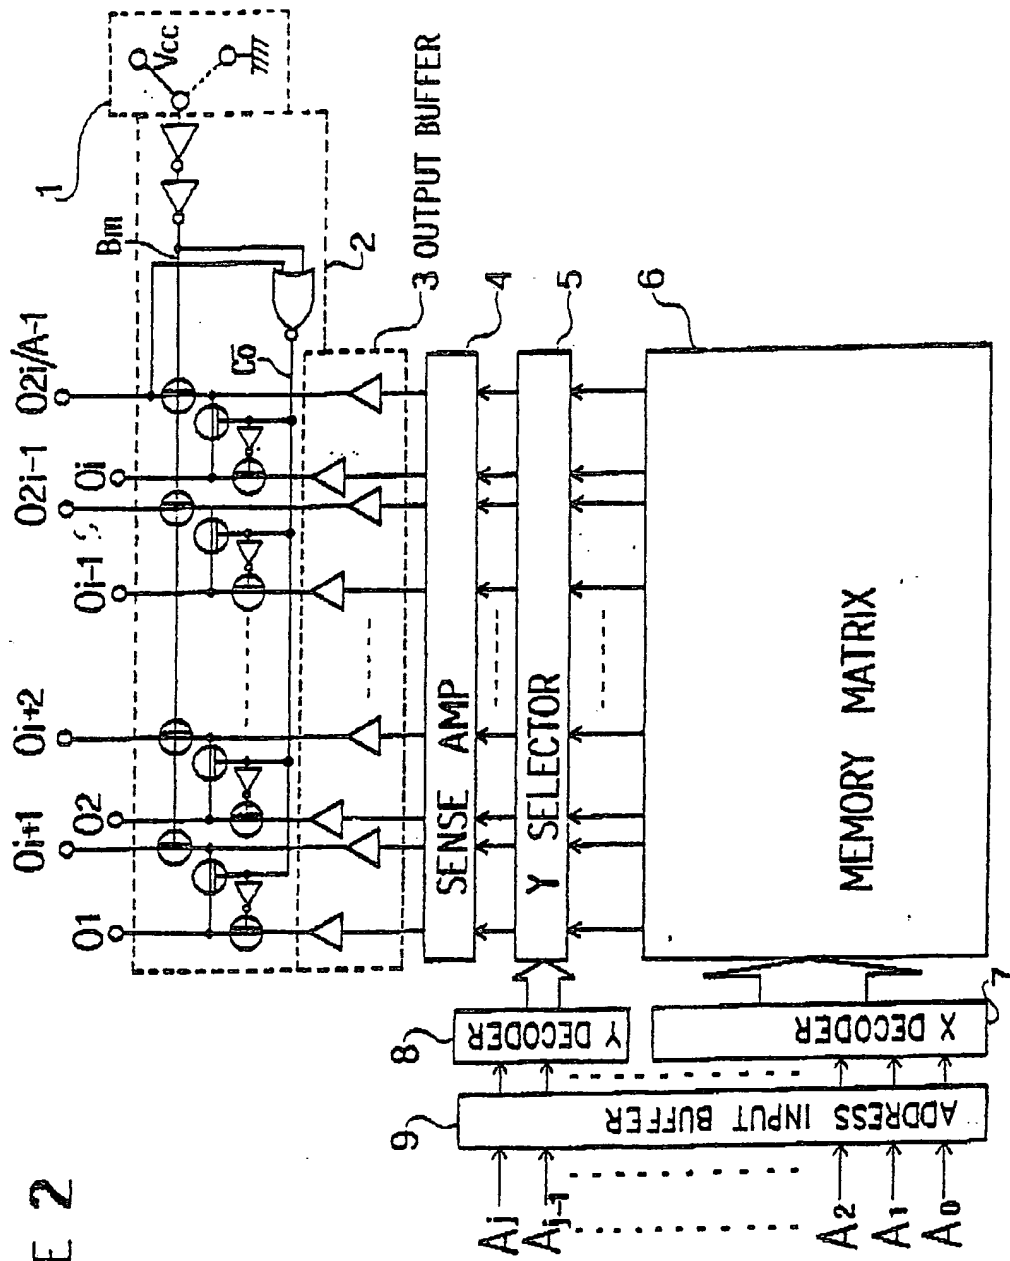 E 2
1
Vcc
Bm
2
3 OUTPUT BUFFER
O1
Oi+1
O2
Oi+2
Oi-1
O2i-1
Oi
O2i/A-1
C̅o̅
SENSE AMP
4
Y SELECTOR
5
MEMORY MATRIX
6
X DECODER
7
Y DECODER
8
ADDRESS INPUT BUFFER
9
Aj
Aj-1
A2
A1
A0